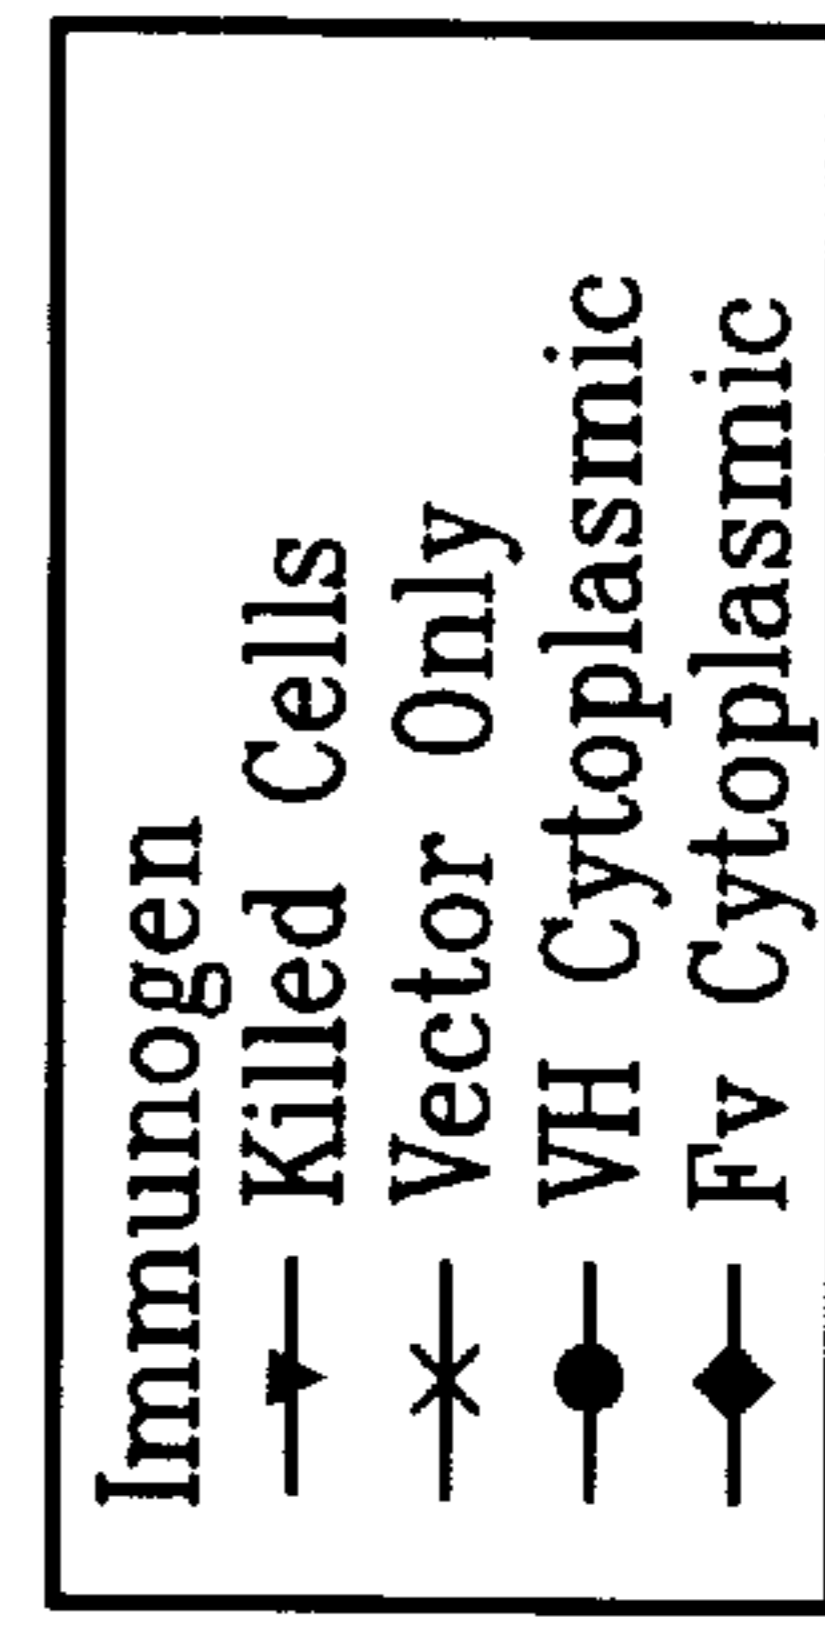 Immunogen
Killed Cells
Vector Only
VH Cytoplasmic
Fv Cytoplasmic